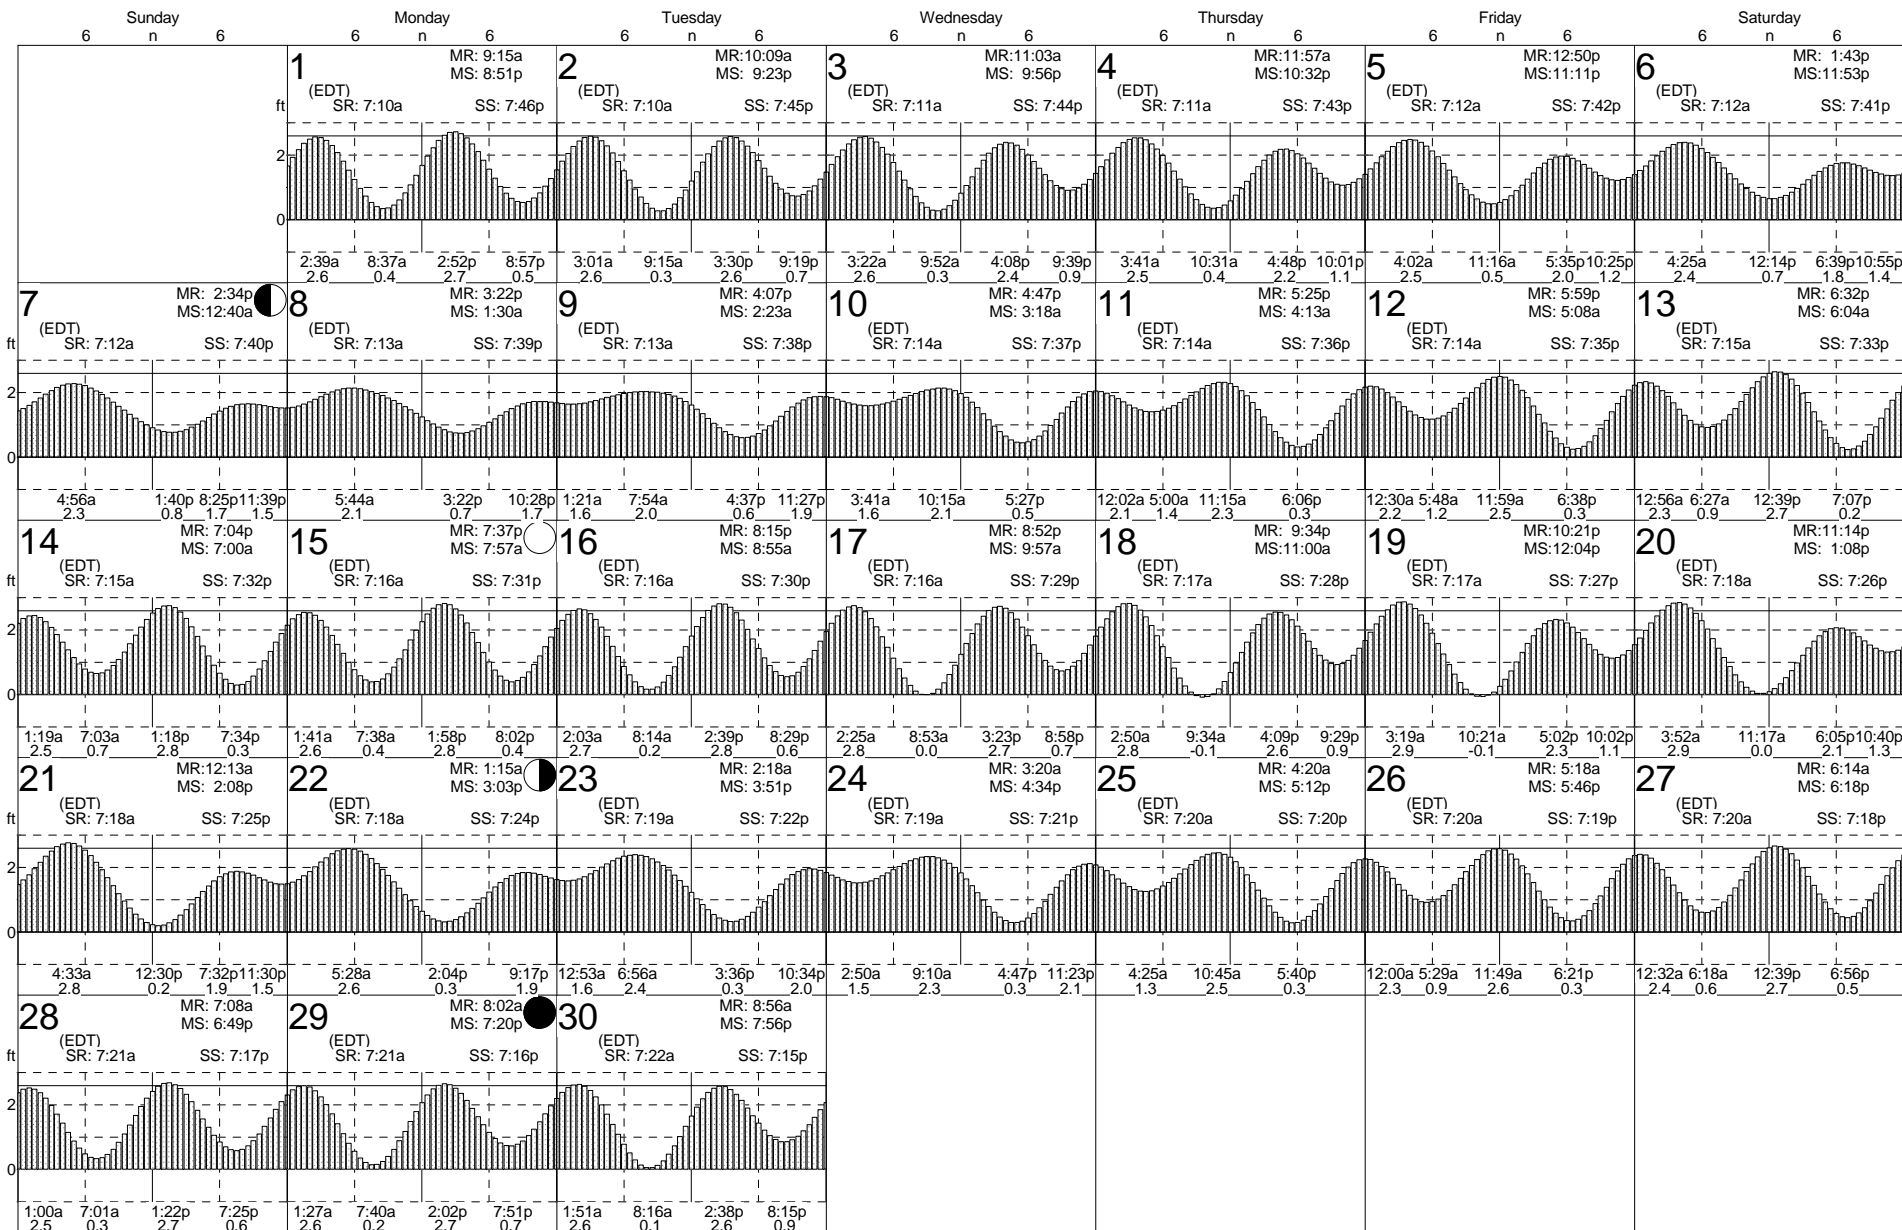 Sunday Monday Tuesday Wednesday Thursday Friday Saturday
6 n 6 6 n 6 6 n 6 6 n 6 6 n 6 6 n 6 6 n 6
1 MR: 9:15a
MS: 8:51p
(EDT)
SR: 7:10a SS: 7:46p
ft
2
0
2:39a 8:37a 2:52p 8:57p
2.6 0.4 2.7 0.5
2 MR:10:09a
MS: 9:23p
(EDT)
SR: 7:10a SS: 7:45p
3:01a 9:15a 3:30p 9:19p
2.6 0.3 2.6 0.7
3 MR:11:03a
MS: 9:56p
(EDT)
SR: 7:11a SS: 7:44p
3:22a 9:52a 4:08p 9:39p
2.6 0.3 2.4 0.9
4 MR:11:57a
MS:10:32p
(EDT)
SR: 7:11a SS: 7:43p
3:41a 10:31a 4:48p 10:01p
2.5 0.4 2.2 1.1
5 MR:12:50p
MS:11:11p
(EDT)
SR: 7:12a SS: 7:42p
4:02a 11:16a 5:35p 10:25p
2.5 0.5 2.0 1.2
6 MR: 1:43p
MS:11:53p
(EDT)
SR: 7:12a SS: 7:41p
4:25a 12:14p 6:39p 10:55p
2.4 0.7 1.8 1.4
7 MR: 2:34p
MS:12:40a
(EDT)
SR: 7:12a SS: 7:40p
ft
2
0
4:56a 1:40p 8:25p 11:39p
2.3 0.8 1.7 1.5
8 MR: 3:22p
MS: 1:30a
(EDT)
SR: 7:13a SS: 7:39p
5:44a 3:22p 10:28p
2.1 0.7 1.7
9 MR: 4:07p
MS: 2:23a
(EDT)
SR: 7:13a SS: 7:38p
1:21a 7:54a 4:37p 11:27p
1.6 2.0 0.6 1.9
10 MR: 4:47p
MS: 3:18a
(EDT)
SR: 7:14a SS: 7:37p
3:41a 10:15a 5:27p
1.6 2.1 0.5
11 MR: 5:25p
MS: 4:13a
(EDT)
SR: 7:14a SS: 7:36p
12:02a 5:00a 11:15a 6:06p
2.1 1.4 2.3 0.3
12 MR: 5:59p
MS: 5:08a
(EDT)
SR: 7:14a SS: 7:35p
12:30a 5:48a 11:59a 6:38p
2.2 1.2 2.5 0.3
13 MR: 6:32p
MS: 6:04a
(EDT)
SR: 7:15a SS: 7:33p
12:56a 6:27a 12:39p 7:07p
2.3 0.9 2.7 0.2
14 MR: 7:04p
MS: 7:00a
(EDT)
SR: 7:15a SS: 7:32p
ft
2
0
1:19a 7:03a 1:18p 7:34p
2.5 0.7 2.8 0.3
15 MR: 7:37p
MS: 7:57a
(EDT)
SR: 7:16a SS: 7:31p
1:41a 7:38a 1:58p 8:02p
2.6 0.4 2.8 0.4
16 MR: 8:15p
MS: 8:55a
(EDT)
SR: 7:16a SS: 7:30p
2:03a 8:14a 2:39p 8:29p
2.7 0.2 2.8 0.6
17 MR: 8:52p
MS: 9:57a
(EDT)
SR: 7:16a SS: 7:29p
2:25a 8:53a 3:23p 8:58p
2.8 0.0 2.7 0.7
18 MR: 9:34p
MS:11:00a
(EDT)
SR: 7:17a SS: 7:28p
2:50a 9:34a 4:09p 9:29p
2.8 -0.1 2.6 0.9
19 MR:10:21p
MS:12:04p
(EDT)
SR: 7:17a SS: 7:27p
3:19a 10:21a 5:02p 10:02p
2.9 -0.1 2.3 1.1
20 MR:11:14p
MS: 1:08p
(EDT)
SR: 7:18a SS: 7:26p
3:52a 11:17a 6:05p 10:40p
2.9 0.0 2.1 1.3
21 MR:12:13a
MS: 2:08p
(EDT)
SR: 7:18a SS: 7:25p
ft
2
0
4:33a 12:30p 7:32p 11:30p
2.8 0.2 1.9 1.5
22 MR: 1:15a
MS: 3:03p
(EDT)
SR: 7:18a SS: 7:24p
5:28a 2:04p 9:17p
2.6 0.3 1.9
23 MR: 2:18a
MS: 3:51p
(EDT)
SR: 7:19a SS: 7:22p
12:53a 6:56a 3:36p 10:34p
1.6 2.4 0.3 2.0
24 MR: 3:20a
MS: 4:34p
(EDT)
SR: 7:19a SS: 7:21p
2:50a 9:10a 4:47p 11:23p
1.5 2.3 0.3 2.1
25 MR: 4:20a
MS: 5:12p
(EDT)
SR: 7:20a SS: 7:20p
4:25a 10:45a 5:40p
1.3 2.5 0.3
26 MR: 5:18a
MS: 5:46p
(EDT)
SR: 7:20a SS: 7:19p
12:00a 5:29a 11:49a 6:21p
2.3 0.9 2.6 0.3
27 MR: 6:14a
MS: 6:18p
(EDT)
SR: 7:20a SS: 7:18p
12:32a 6:18a 12:39p 6:56p
2.4 0.6 2.7 0.5
28 MR: 7:08a
MS: 6:49p
(EDT)
SR: 7:21a SS: 7:17p
ft
2
0
1:00a 7:01a 1:22p 7:25p
2.5 0.3 2.7 0.6
29 MR: 8:02a
MS: 7:20p
(EDT)
SR: 7:21a SS: 7:16p
1:27a 7:40a 2:02p 7:51p
2.6 0.2 2.7 0.7
30 MR: 8:56a
MS: 7:56p
(EDT)
SR: 7:22a SS: 7:15p
1:51a 8:16a 2:38p 8:15p
2.6 0.1 2.6 0.9